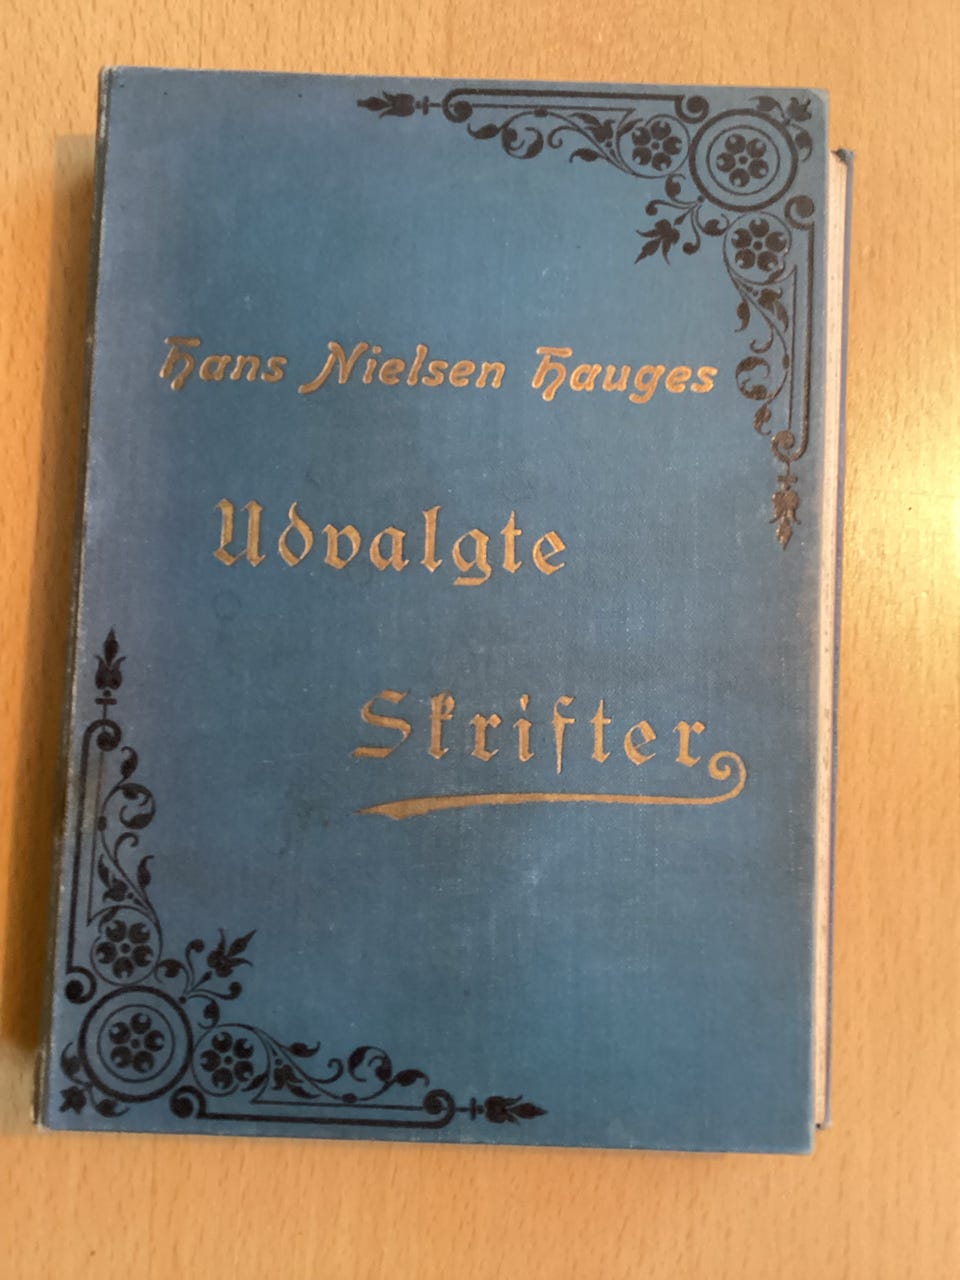 Hans Nielsen Hauges
Udvalgte
Skrifter